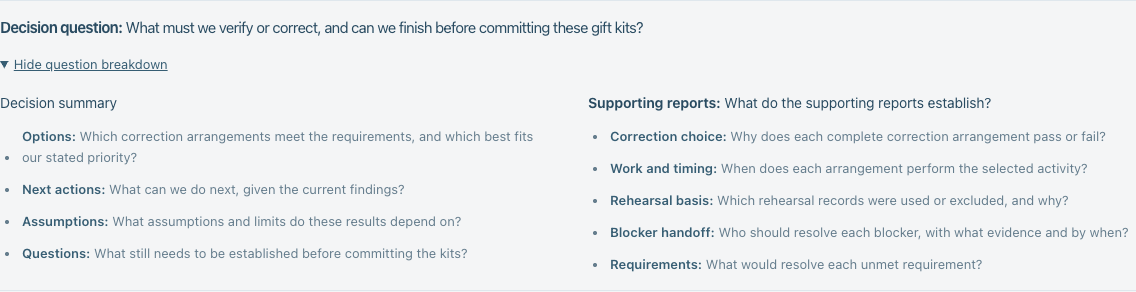 Decision question: What must we verify or correct, and can we finish before committing these gift kits?
▼ Hide question breakdown
Decision summary
Options: Which correction arrangements meet the requirements, and which best fits
• our stated priority?
• Next actions: What can we do next, given the current findings?
• Assumptions: What assumptions and limits do these results depend on?
• Questions: What still needs to be established before committing the kits?
Supporting reports: What do the supporting reports establish?
• Correction choice: Why does each complete correction arrangement pass or fail?
• Work and timing: When does each arrangement perform the selected activity?
• Rehearsal basis: Which rehearsal records were used or excluded, and why?
• Blocker handoff: Who should resolve each blocker, with what evidence and by when?
• Requirements: What would resolve each unmet requirement?